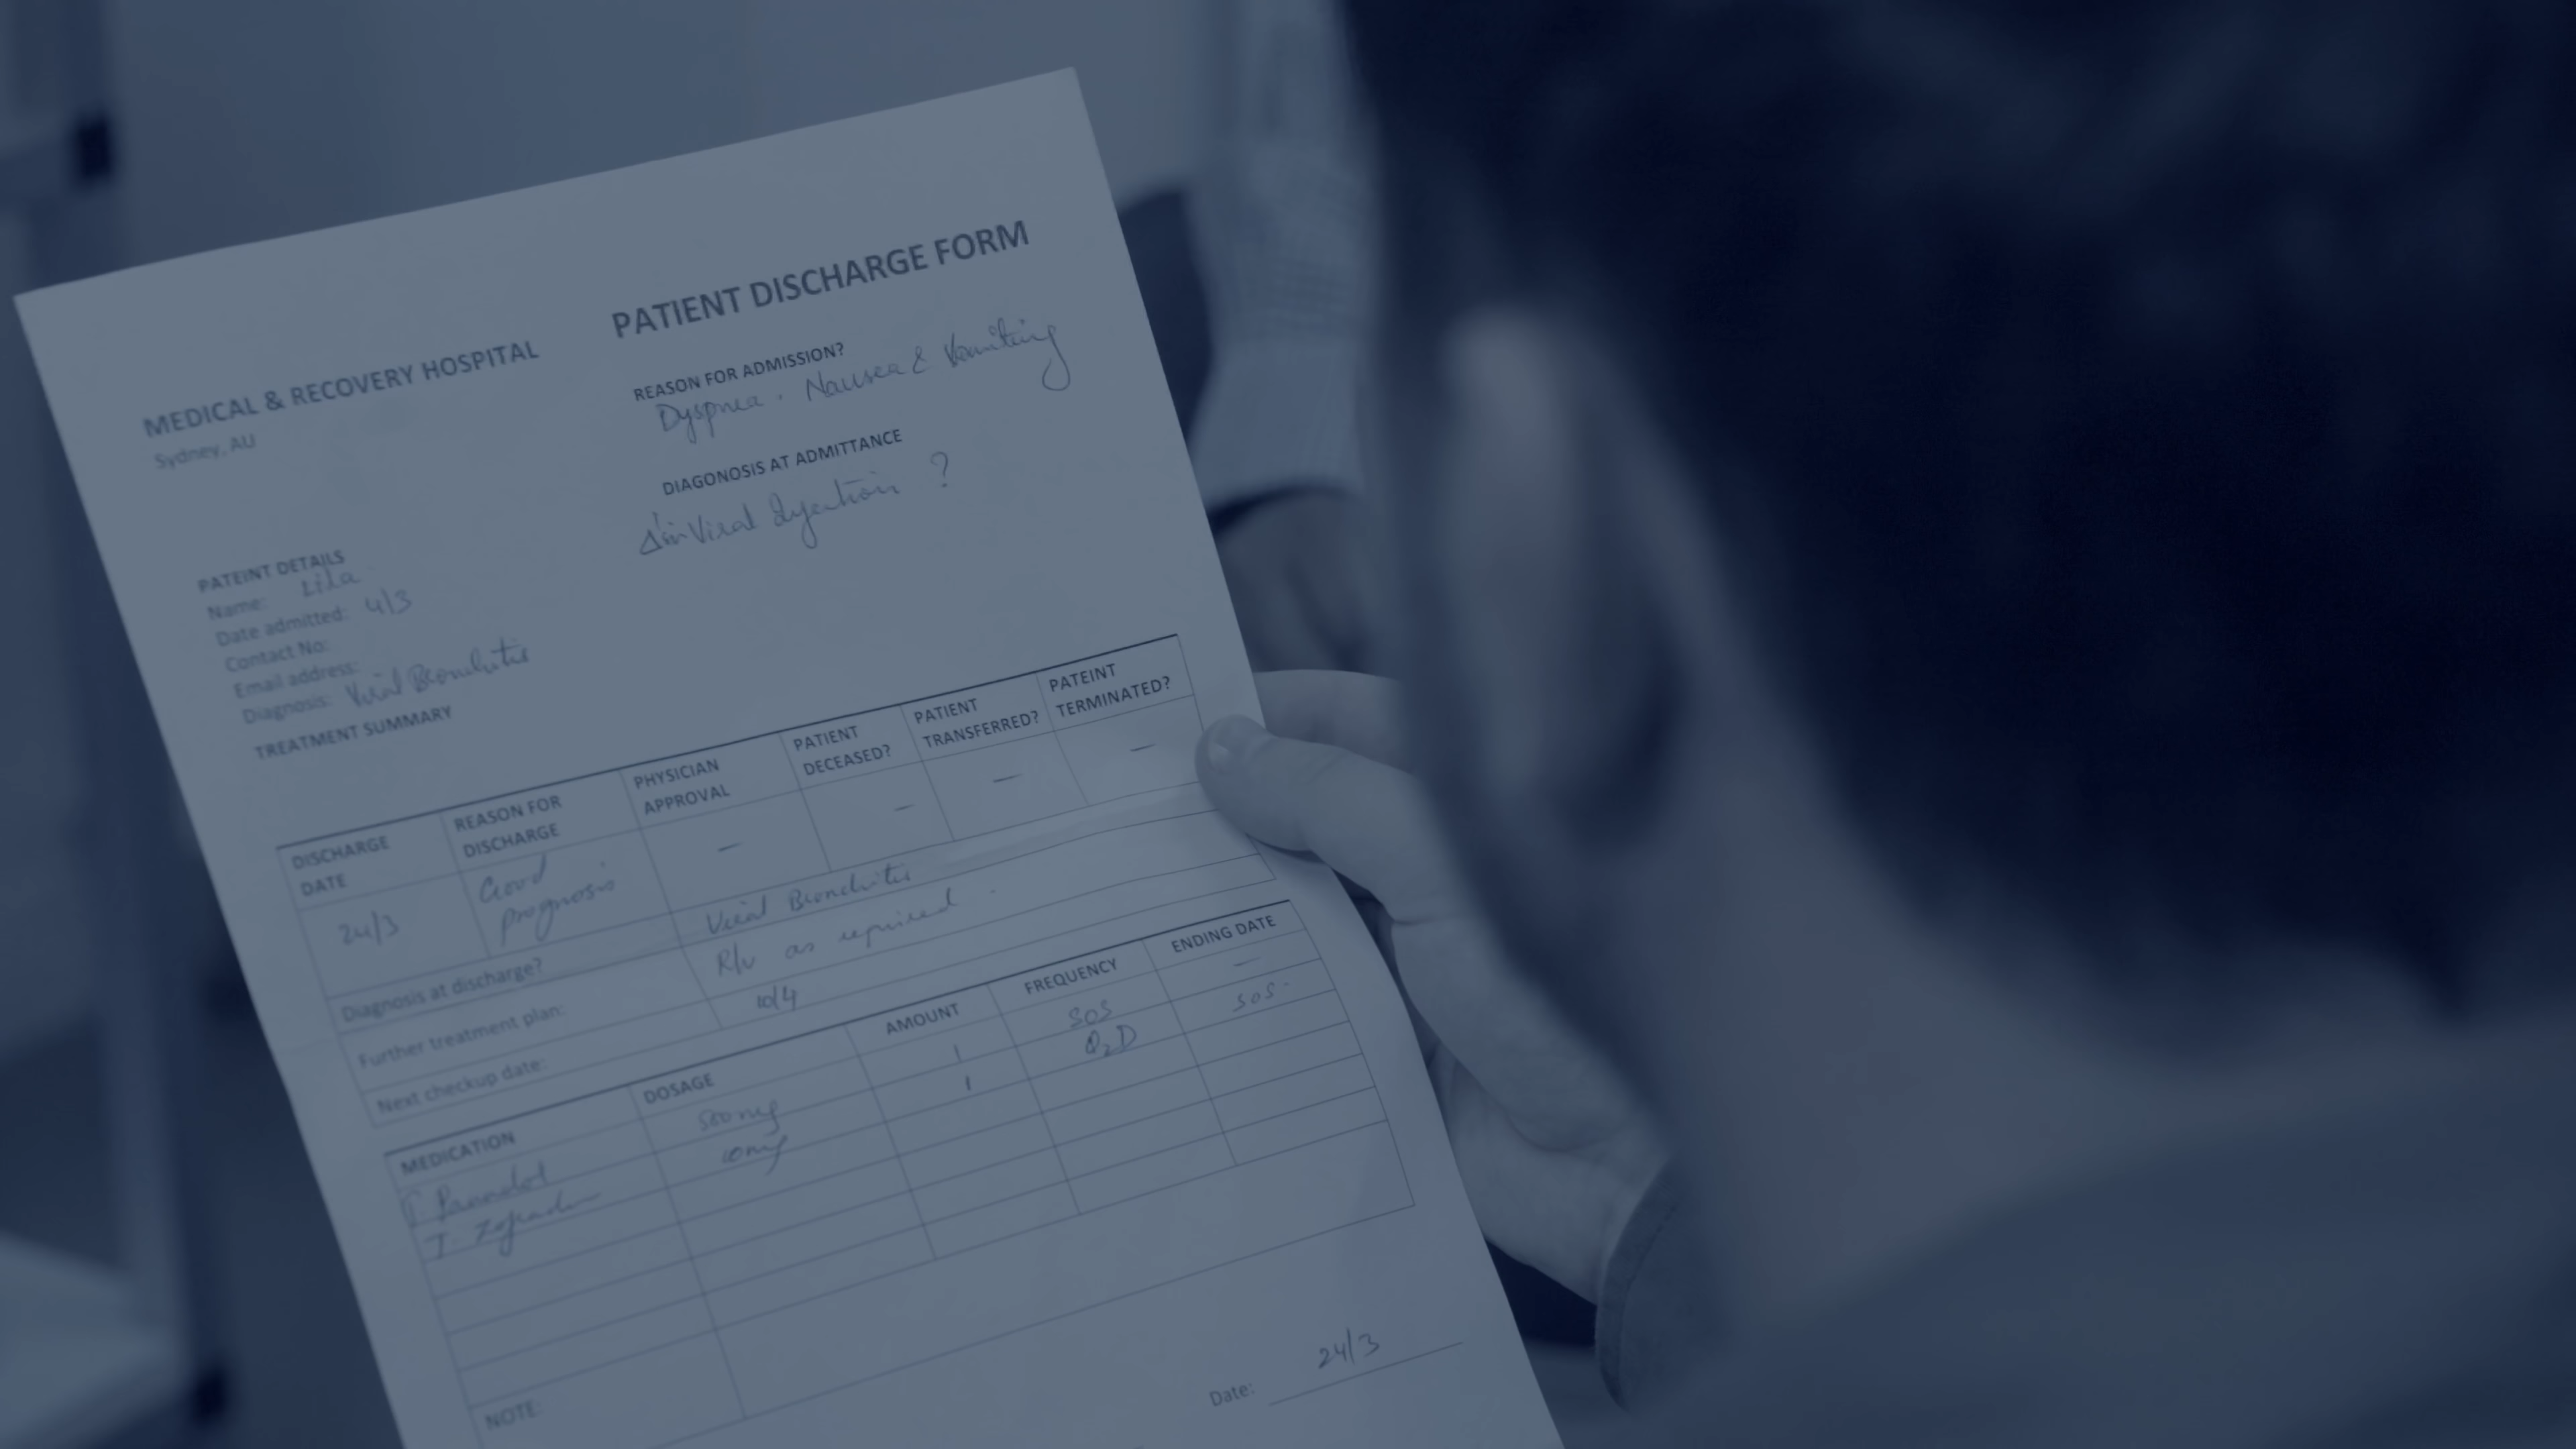 PATIENT DISCHARGE FORM
MEDICAL & RECOVERY HOSPITAL
Sydney, AU
REASON FOR ADMISSION?
Dyspnea. Nausea & Vomiting
DIAGONOSIS AT ADMITTANCE
Viral ?
PATEINT DETAILS
Name:
Date admitted: 4/3
Contact No:
Email address:
Diagnosis: Viral Bronchitis
TREATMENT SUMMARY
DISCHARGE DATE
REASON FOR DISCHARGE
PHYSICIAN APPROVAL
PATIENT DECEASED?
PATIENT TRANSFERRED?
PATEINT TERMINATED?
24/3
Good prognosis
—
—
—
—
Diagnosis at discharge? Viral Bronchitis
Further treatment plan: R/v as required.
Next checkup date: 10/4
MEDICATION DOSAGE AMOUNT FREQUENCY ENDING DATE
500mg 1 SOS —
T. 10mg 1 SOS
NOTE:
Date: 24/3